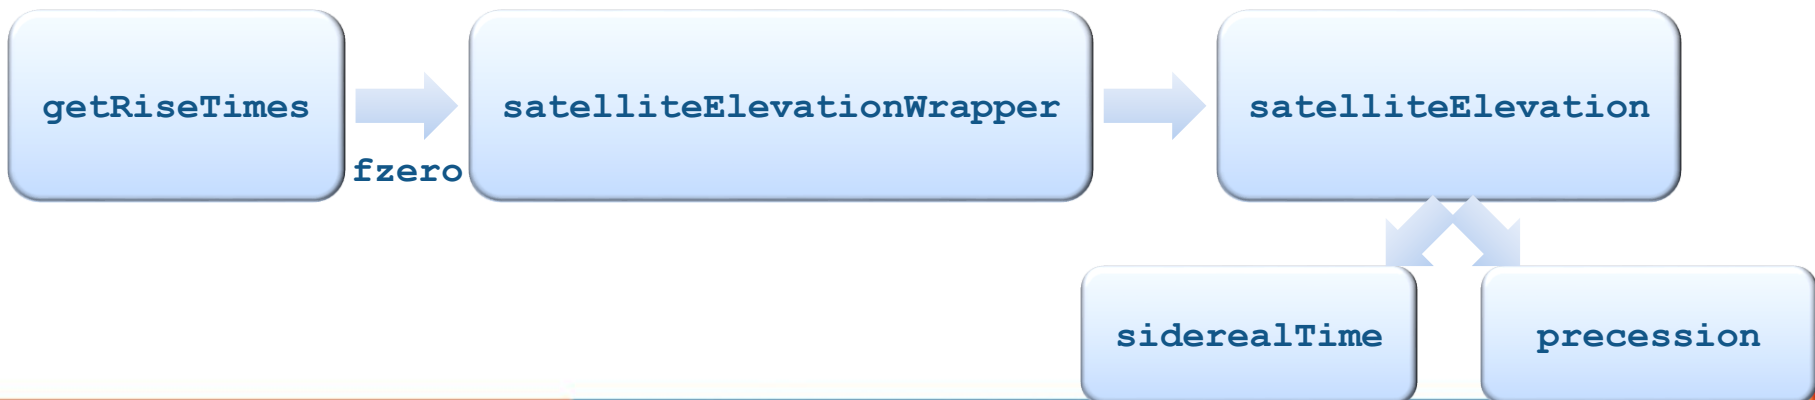 getRiseTimes
satelliteElevationWrapper
satelliteElevation
fzero
siderealTime
precession